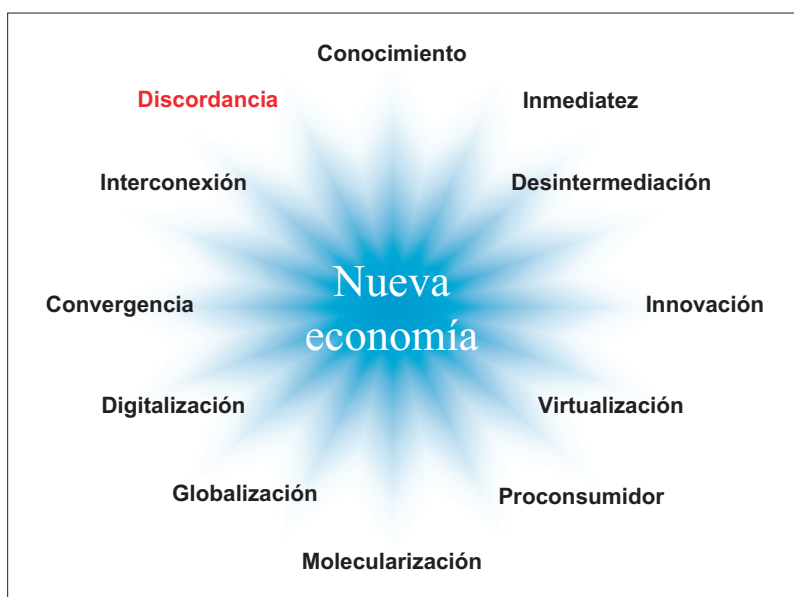 Conocimiento
Discordancia
Inmediatez
Interconexión
Desintermediación
Nueva
economía
Convergencia
Innovación
Digitalización
Virtualización
Globalización
Proconsumidor
Molecularización